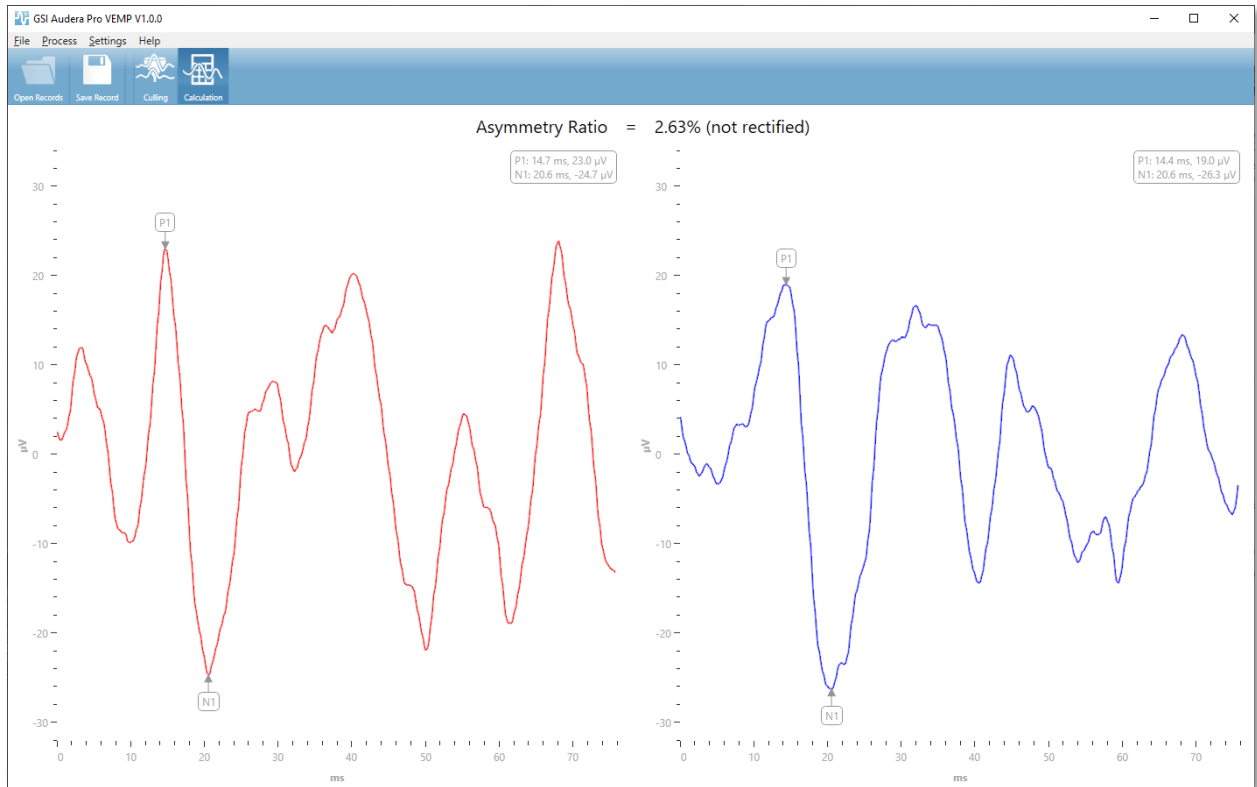 GSI Audera Pro VEMP V1.0.0
File Process Settings Help
Open Records Save Record Culling Calculation
Asymmetry Ratio = 2.63% (not rectified)
P1: 14.7 ms, 23.0 µV
N1: 20.6 ms, -24.7 µV
30
20
10
0
-10
-20
-30
µV
P1
N1
0 10 20 30 40 50 60 70
ms
P1: 14.4 ms, 19.0 µV
N1: 20.6 ms, -26.3 µV
30
20
10
0
-10
-20
-30
µV
P1
N1
0 10 20 30 40 50 60 70
ms